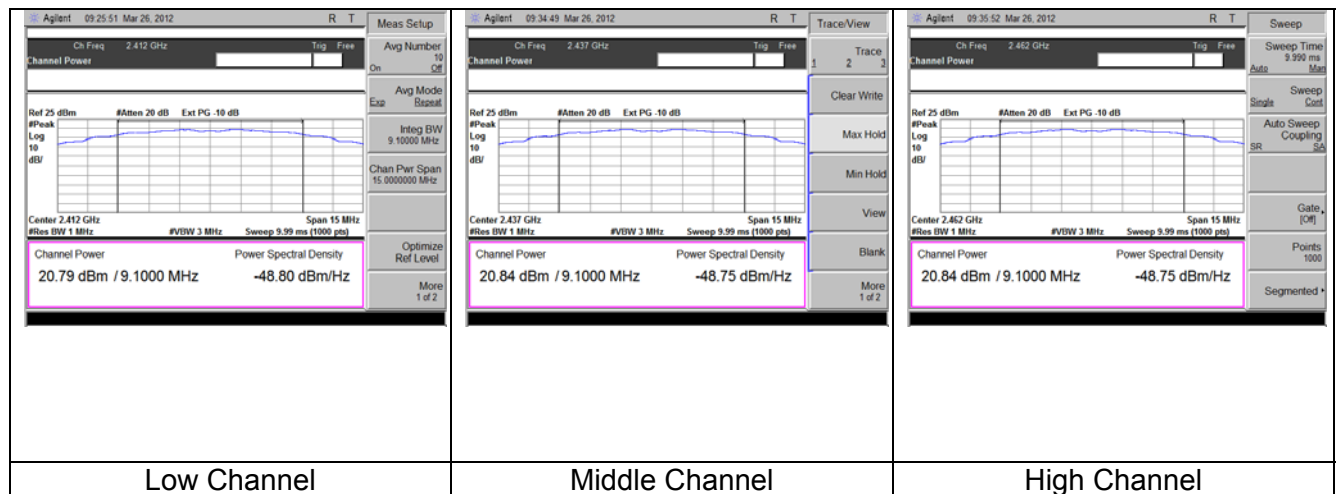 Agilent 09:25:51 Mar 26, 2012 R T
Meas Setup
Ch Freq 2.412 GHz Trig Free
Channel Power
Avg Number
10
On Off
Avg Mode
Exp Repeat
Ref 25 dBm #Atten 20 dB Ext PG -10 dB
#Peak
Log
10
dB/
Integ BW
9.10000 MHz
Chan Pwr Span
15.0000000 MHz
Center 2.412 GHz Span 15 MHz
#Res BW 1 MHz #VBW 3 MHz Sweep 9.99 ms (1000 pts)
Channel Power Power Spectral Density
20.79 dBm / 9.1000 MHz -48.80 dBm/Hz
Optimize
Ref Level
More
1 of 2
Low Channel
Agilent 09:34:49 Mar 26, 2012 R T
Trace/View
Ch Freq 2.437 GHz Trig Free
Channel Power
Trace
1 2 3
Clear Write
Ref 25 dBm #Atten 20 dB Ext PG -10 dB
#Peak
Log
10
dB/
Max Hold
Min Hold
View
Center 2.437 GHz Span 15 MHz
#Res BW 1 MHz #VBW 3 MHz Sweep 9.99 ms (1000 pts)
Channel Power Power Spectral Density
20.84 dBm / 9.1000 MHz -48.75 dBm/Hz
Blank
More
1 of 2
Middle Channel
Agilent 09:35:52 Mar 26, 2012 R T
Sweep
Ch Freq 2.462 GHz Trig Free
Channel Power
Sweep Time
9.990 ms
Auto Man
Sweep
Single Cont
Ref 25 dBm #Atten 20 dB Ext PG -10 dB
#Peak
Log
10
dB/
Auto Sweep
Coupling
SR SA
Gate
[Off]
Center 2.462 GHz Span 15 MHz
#Res BW 1 MHz #VBW 3 MHz Sweep 9.99 ms (1000 pts)
Channel Power Power Spectral Density
20.84 dBm / 9.1000 MHz -48.75 dBm/Hz
Points
1000
Segmented
High Channel